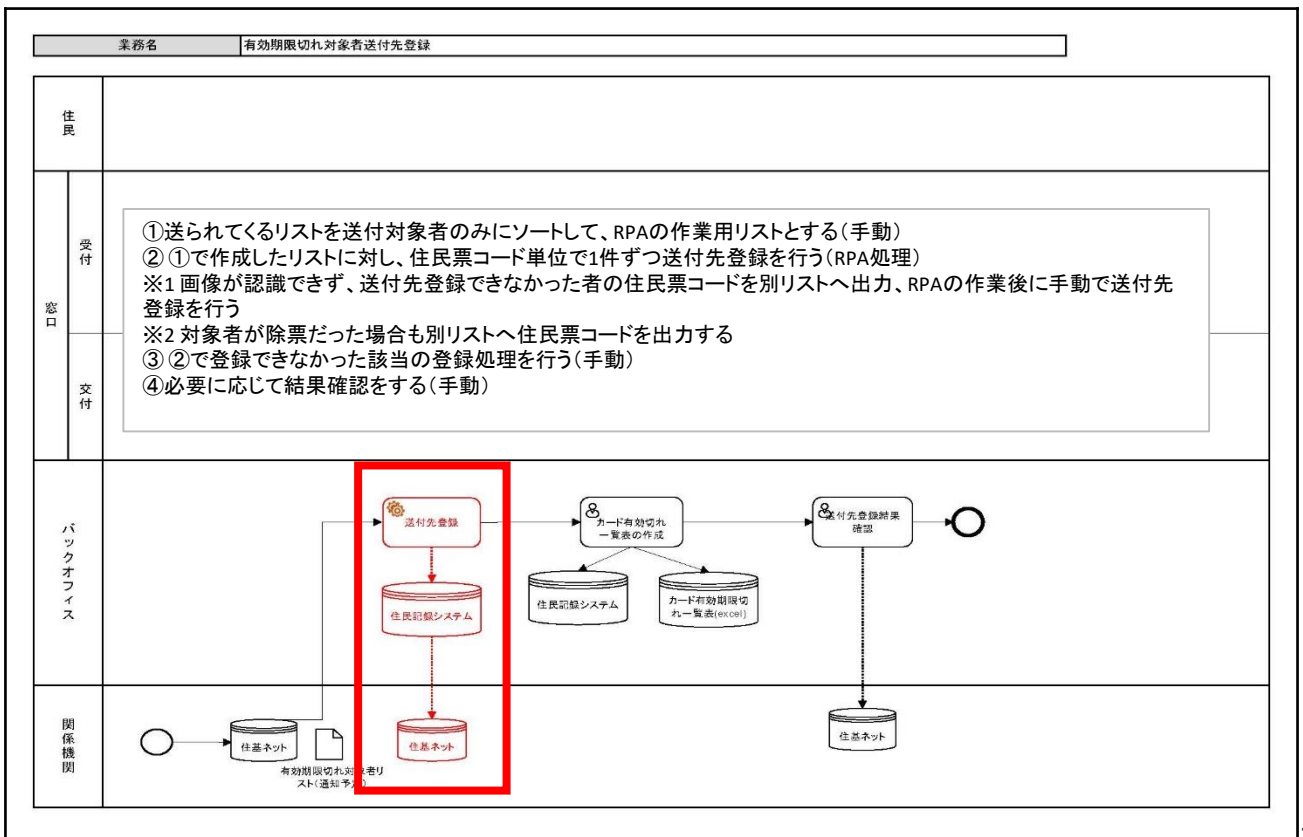 業務名
有効期限切れ対象者送付先登録
住民
窓口
受付
交付
①送られてくるリストを送付対象者のみにソートして、RPAの作業用リストとする(手動)
② ①で作成したリストに対し、住民票コード単位で1件ずつ送付先登録を行う(RPA処理)
※1 画像が認識できず、送付先登録できなかった者の住民票コードを別リストへ出力、RPAの作業後に手動で送付先
登録を行う
※2 対象者が除票だった場合も別リストへ住民票コードを出力する
③ ②で登録できなかった該当の登録処理を行う(手動)
④必要に応じて結果確認をする(手動)
バックオフィス
送付先登録
カード有効切れ
一覧表の作成
送付先登録結果
確認
住民記録システム
住民記録システム
カード有効期限切
れ一覧表(excel)
関係機関
住基ネット
有効期限切れ対象者リ
スト(通知予定)
住基ネット
住基ネット